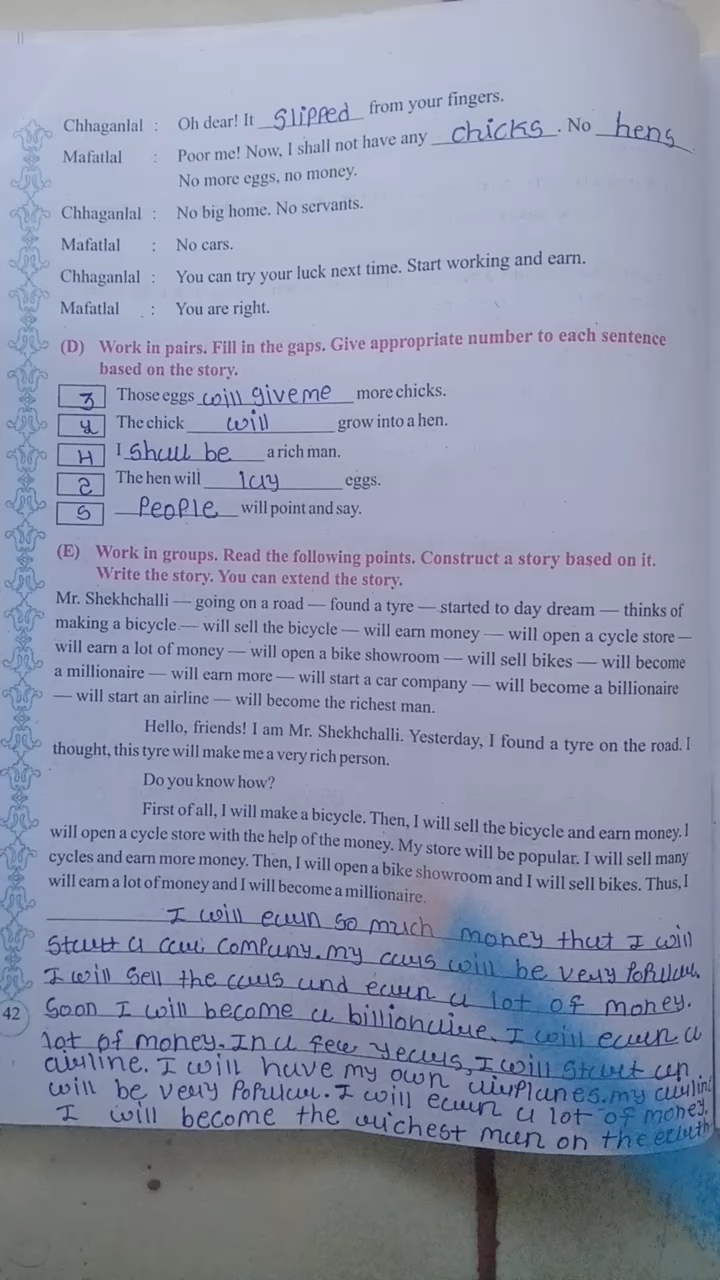 Chhaganlal : Oh dear! It slipped from your fingers.
Mafatlal : Poor me! Now, I shall not have any chicks. No hens
No more eggs, no money.
Chhaganlal : No big home. No servants.
Mafatlal : No cars.
Chhaganlal : You can try your luck next time. Start working and earn.
Mafatlal : You are right.
(D) Work in pairs. Fill in the gaps. Give appropriate number to each sentence
based on the story.
3 Those eggs will give me more chicks.
The chick will grow into a hen.
I shall be a rich man.
2 The hen will lay eggs.
5 People will point and say.
(E) Work in groups. Read the following points. Construct a story based on it.
Write the story. You can extend the story.
Mr. Shekhchalli — going on a road — found a tyre — started to day dream — thinks of
making a bicycle — will sell the bicycle — will earn money — will open a cycle store —
will earn a lot of money — will open a bike showroom — will sell bikes — will become
a millionaire — will earn more — will start a car company — will become a billionaire
— will start an airline — will become the richest man.
Hello, friends! I am Mr. Shekhchalli. Yesterday, I found a tyre on the road. I
thought, this tyre will make me a very rich person.
Do you know how?
First of all, I will make a bicycle. Then, I will sell the bicycle and earn money. I
will open a cycle store with the help of the money. My store will be popular. I will sell many
cycles and earn more money. Then, I will open a bike showroom and I will sell bikes. Thus, I
will earn a lot of money and I will become a millionaire.
I will earn so much money that I will
start a car company. my cars will be very Popular.
I will sell the cars and earn a lot of money.
42 Soon I will become a billionaire. I will earn a
lot of money. In a few years, I will start an
airline. I will have my own airplanes. my airline
will be very Popular. I will earn a lot of money.
I will become the richest man on the earth